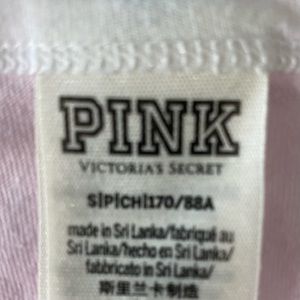 PINK
VICTORIA'S SECRET
S|P|CH|170/88A
made in Sri Lanka/fabriqué au
Sri Lanka/hecho en Sri Lanka/
fabbricato in Sri Lanka/
斯里兰卡制造